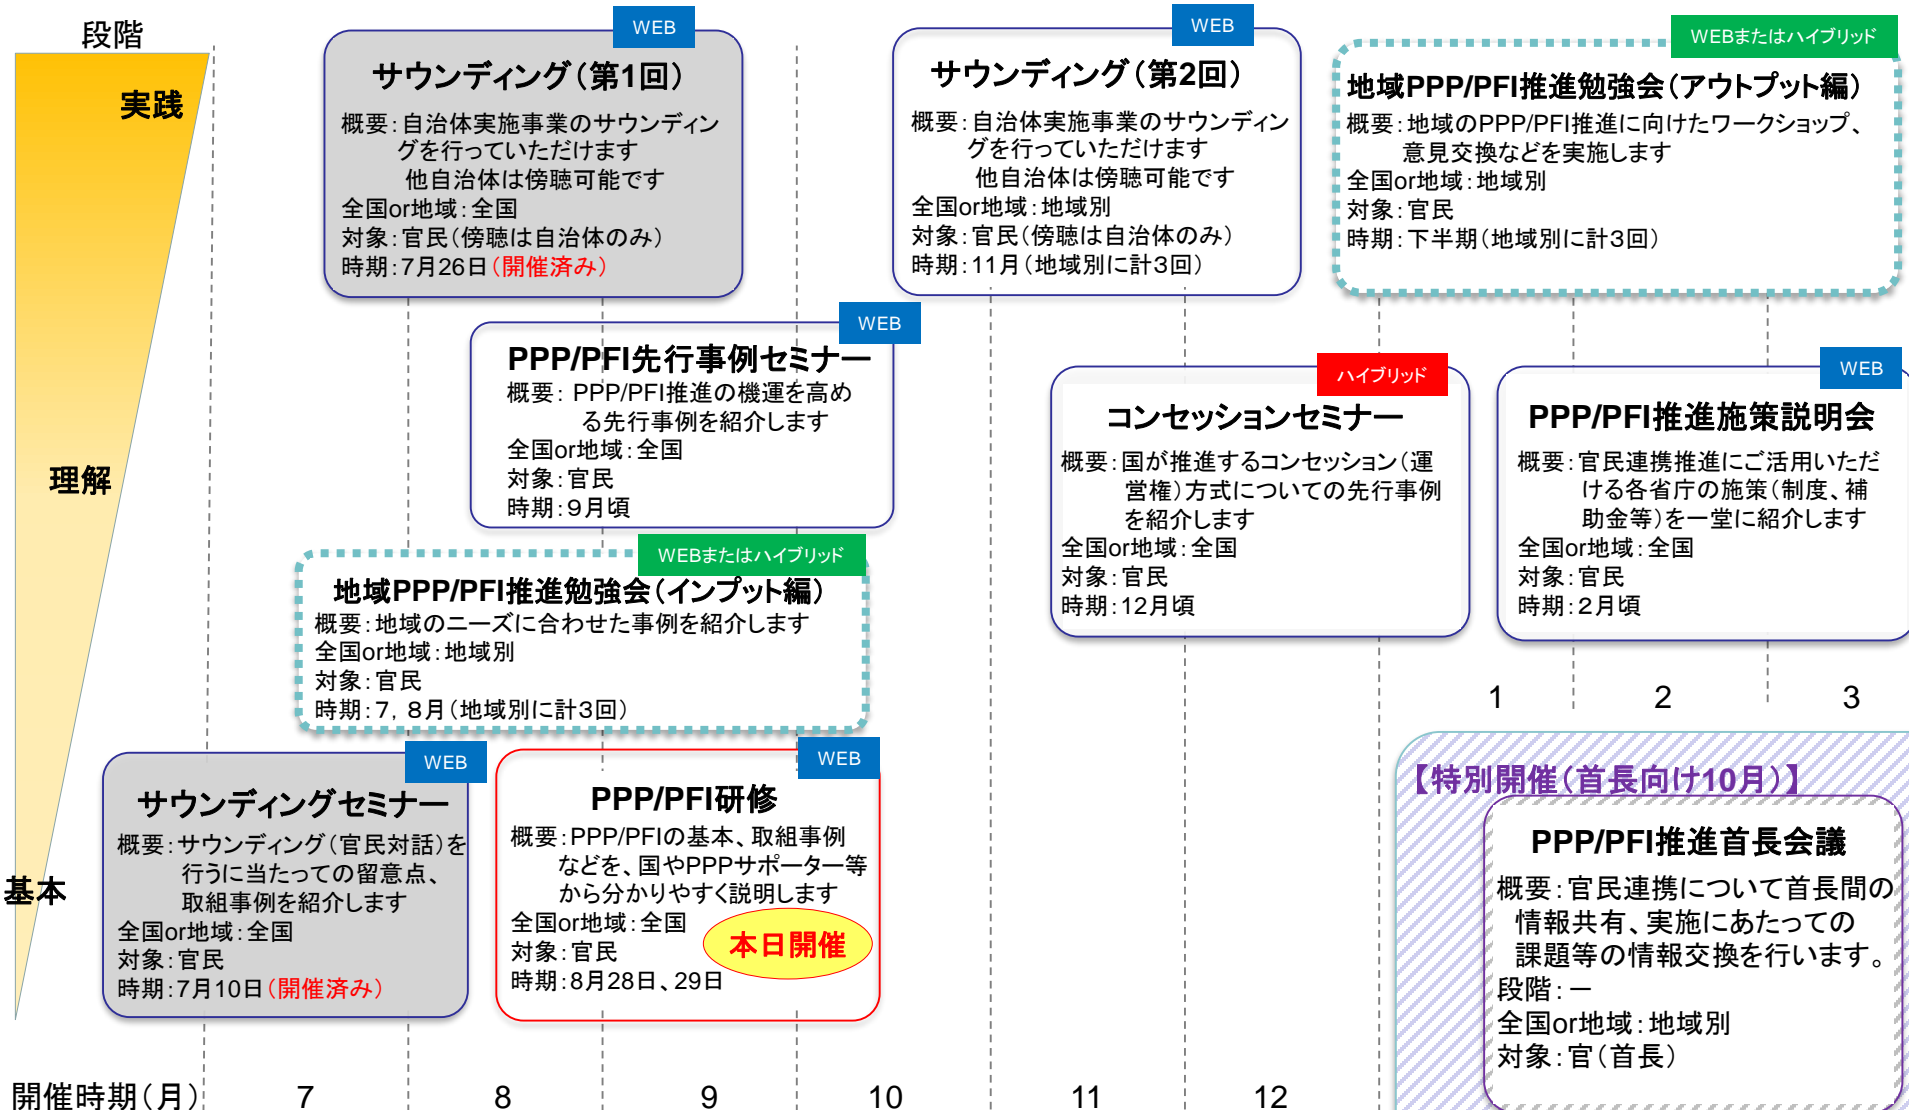 段階
実践
理解
基本
WEB
サウンディング（第1回）
概要：自治体実施事業のサウンディン
グを行っていただけます
他自治体は傍聴可能です
全国or地域：全国
対象：官民（傍聴は自治体のみ）
時期：7月26日（開催済み）
WEB
サウンディング（第2回）
概要：自治体実施事業のサウンディン
グを行っていただけます
他自治体は傍聴可能です
全国or地域：地域別
対象：官民（傍聴は自治体のみ）
時期：11月（地域別に計3回）
WEBまたはハイブリッド
地域PPP/PFI推進勉強会（アウトプット編）
概要：地域のPPP/PFI推進に向けたワークショップ、
意見交換などを実施します
全国or地域：地域別
対象：官民
時期：下半期（地域別に計3回）
WEB
PPP/PFI先行事例セミナー
概要： PPP/PFI推進の機運を高め
る先行事例を紹介します
全国or地域：全国
対象：官民
時期：９月頃
ハイブリッド
コンセッションセミナー
概要：国が推進するコンセッション（運
営権）方式についての先行事例
を紹介します
全国or地域：全国
対象：官民
時期：12月頃
WEB
PPP/PFI推進施策説明会
概要：官民連携推進にご活用いただ
ける各省庁の施策（制度、補
助金等）を一堂に紹介します
全国or地域：全国
対象：官民
時期：２月頃
WEBまたはハイブリッド
地域PPP/PFI推進勉強会（インプット編）
概要：地域のニーズに合わせた事例を紹介します
全国or地域：地域別
対象：官民
時期：７，８月（地域別に計3回）
WEB
サウンディングセミナー
概要：サウンディング（官民対話）を
行うに当たっての留意点、
取組事例を紹介します
全国or地域：全国
対象：官民
時期：7月10日（開催済み）
WEB
PPP/PFI研修
概要：PPP/PFIの基本、取組事例
などを、国やPPPサポーター等
から分かりやすく説明します
全国or地域：全国
対象：官民
時期：8月28日、29日
本日開催
1
2
3
【特別開催（首長向け10月）】
PPP/PFI推進首長会議
概要：官民連携について首長間の
情報共有、実施にあたっての
課題等の情報交換を行います。
段階：－
全国or地域：地域別
対象：官（首長）
開催時期（月）
7
8
9
10
11
12